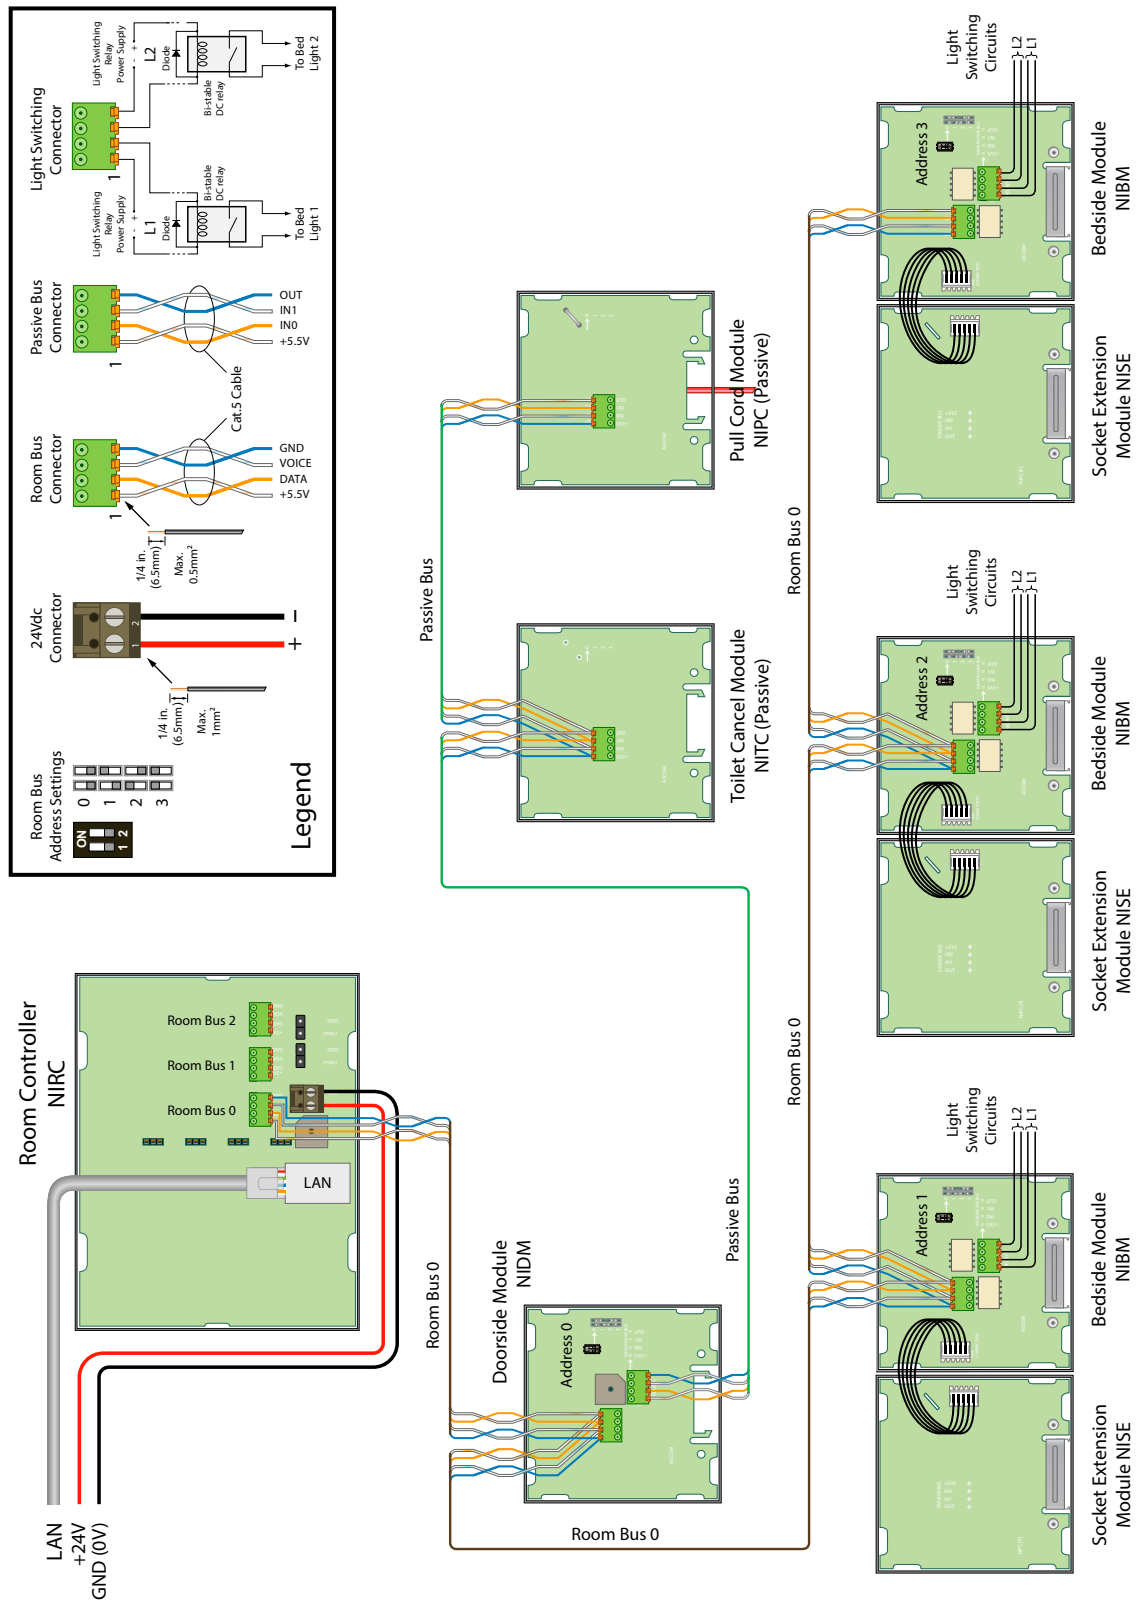 Legend
Room Bus
Address Settings
ON
1 2
0
1
2
3
24Vdc
Connector
1 2
+ –
1/4 in.
(6.5mm)
Max.
1mm²
Room Bus
Connector
1
GND
VOICE
DATA
+5.5V
1/4 in.
(6.5mm)
Max.
0.5mm²
Cat.5 Cable
Passive Bus
Connector
1
OUT
IN1
IN0
+5.5V
Light Switching
Connector
1
Light Switching
Relay
Power Supply
- +
L1
Diode
Bi-stable
DC relay
To Bed
Light 1
Light Switching
Relay
Power Supply
- +
L2
Diode
Bi-stable
DC relay
To Bed
Light 2
Room Controller
NIRC
Room Bus 2
Room Bus 1
Room Bus 0
LAN
LAN
+24V
GND (0V)
Room Bus 0
Doorside Module
NIDM
Address 0
Passive Bus
Room Bus 0
Passive Bus
Toilet Cancel Module
NITC (Passive)
Pull Cord Module
NIPC (Passive)
Room Bus 0
Room Bus 0
Socket Extension
Module NISE
Bedside Module
NIBM
Address 1
Light
Switching
Circuits
L2
L1
Socket Extension
Module NISE
Bedside Module
NIBM
Address 2
Light
Switching
Circuits
L2
L1
Socket Extension
Module NISE
Bedside Module
NIBM
Address 3
Light
Switching
Circuits
L2
L1